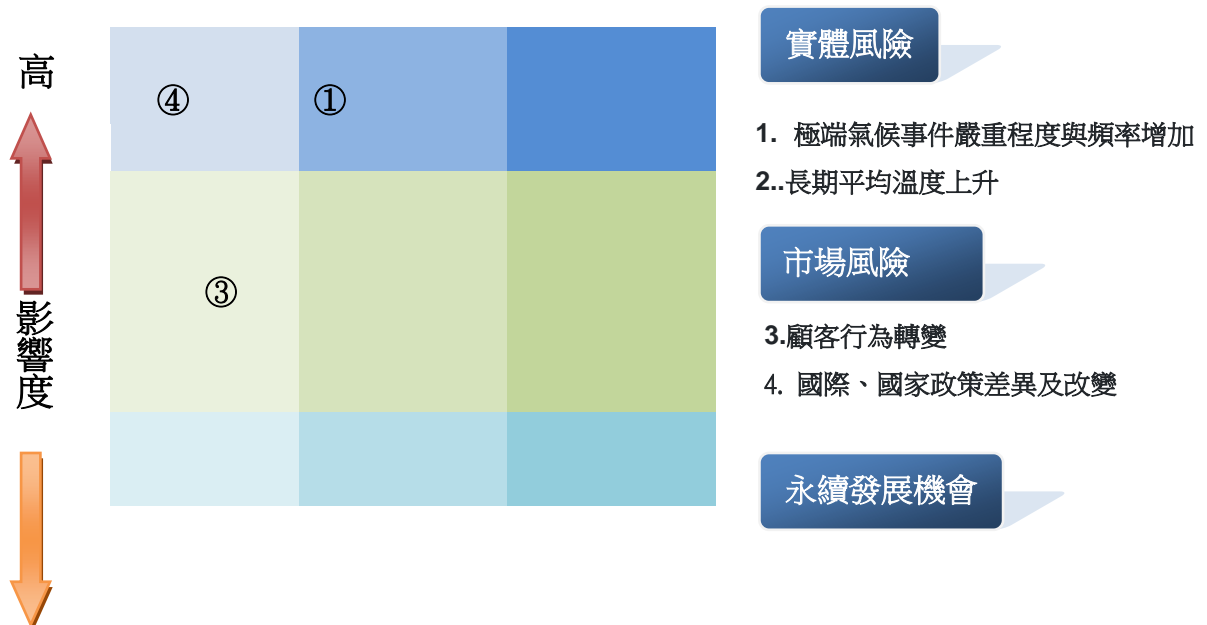 高
影響度
④
①
③
實體風險
1. 極端氣候事件嚴重程度與頻率增加
2..長期平均溫度上升
市場風險
3.顧客行為轉變
4. 國際、國家政策差異及改變
永續發展機會